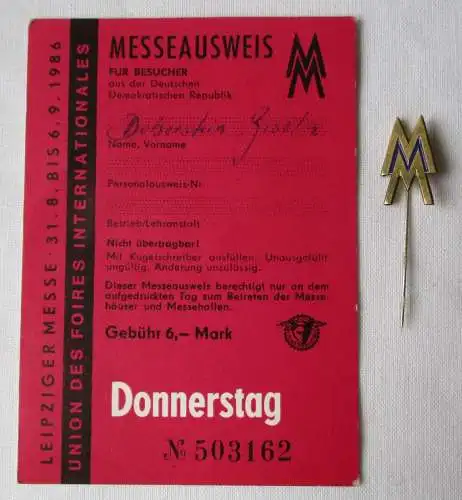 LEIPZIGER MESSE · 31.8. BIS 6.9.1986
UNION DES FOIRES INTERNATIONALES
MESSEAUSWEIS
FÜR BESUCHER
aus der Deutschen
Demokratischen Republik
MM
Name, Vorname
Personalausweis-Nr.
Betrieb/Lehranstalt
Nicht übertragbar!
Mit Kugelschreiber ausfüllen. Unausgefüllt
ungültig. Änderung unzulässig.
Dieser Messeausweis berechtigt nur an dem
aufgedruckten Tag zum Betreten der Messe-
häuser und Messehallen.
Gebühr 6,– Mark
Donnerstag
№ 503162
MM